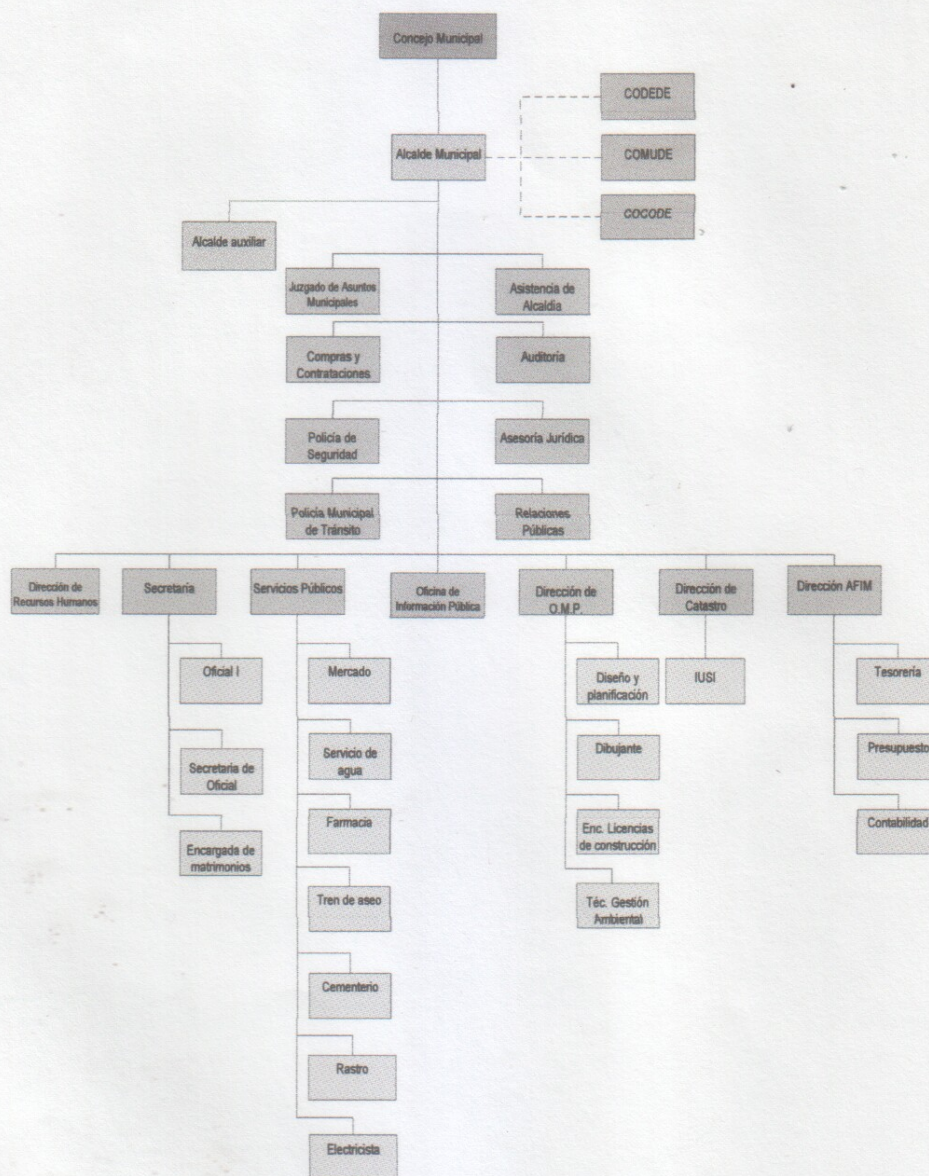 Concejo Municipal
CODEDE
Alcalde Municipal
COMUDE
COCODE
Alcalde auxiliar
Juzgado de Asuntos
Municipales
Asistencia de
Alcaldía
Compras y
Contrataciones
Auditoría
Policía de
Seguridad
Asesoría Jurídica
Policía Municipal
de Tránsito
Relaciones
Públicas
Dirección de
Recursos Humanos
Secretaría
Servicios Públicos
Oficina de
Información Pública
Dirección de
O.M.P.
Dirección de
Catastro
Dirección AFIM
Oficial I
Secretaria de
Oficial
Encargada de
matrimonios
Mercado
Servicio de
agua
Farmacia
Tren de aseo
Cementerio
Rastro
Electricista
Diseño y
planificación
Dibujante
Enc. Licencias
de construcción
Téc. Gestión
Ambiental
IUSI
Tesorería
Presupuesto
Contabilidad